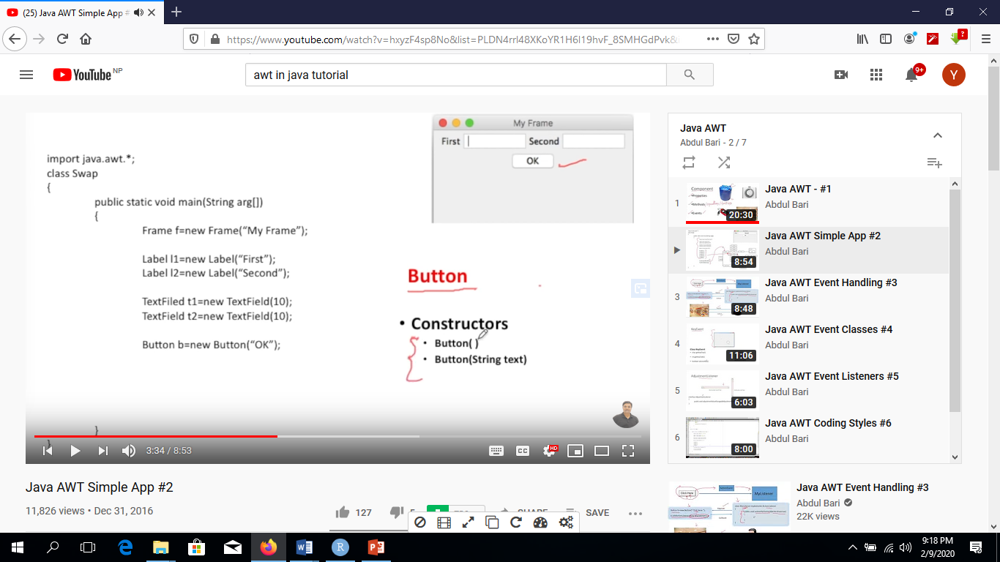 (25) Java AWT Simple App #
https://www.youtube.com/watch?v=hxyzF4sp8No&list=PLDN4rrl48XKoYR1H6l19hvF_8SMHGdPvk&
YouTube NP
awt in java tutorial
9+
Y
import java.awt.*;
class Swap
{
public static void main(String arg[])
{
Frame f=new Frame(“My Frame”);
Label l1=new Label(“First”);
Label l2=new Label(“Second”);
TextFiled t1=new TextField(10);
TextField t2=new TextField(10);
Button b=new Button(“OK”);
}
}
My Frame
First
Second
OK
Button
• Constructors
• Button( )
• Button(String text)
3:34 / 8:53
CC
HD
Java AWT Simple App #2
11,826 views • Dec 31, 2016
127
SHARE
SAVE
Java AWT
Abdul Bari - 2 / 7
1
Component
20:30
Java AWT - #1
Abdul Bari
8:54
Java AWT Simple App #2
Abdul Bari
3
8:48
Java AWT Event Handling #3
Abdul Bari
4
11:06
Java AWT Event Classes #4
Abdul Bari
5
6:03
Java AWT Event Listeners #5
Abdul Bari
6
8:00
Java AWT Coding Styles #6
Abdul Bari
Click Here
MyListener
Java AWT Event Handling #3
Abdul Bari
22K views
9:18 PM
2/9/2020